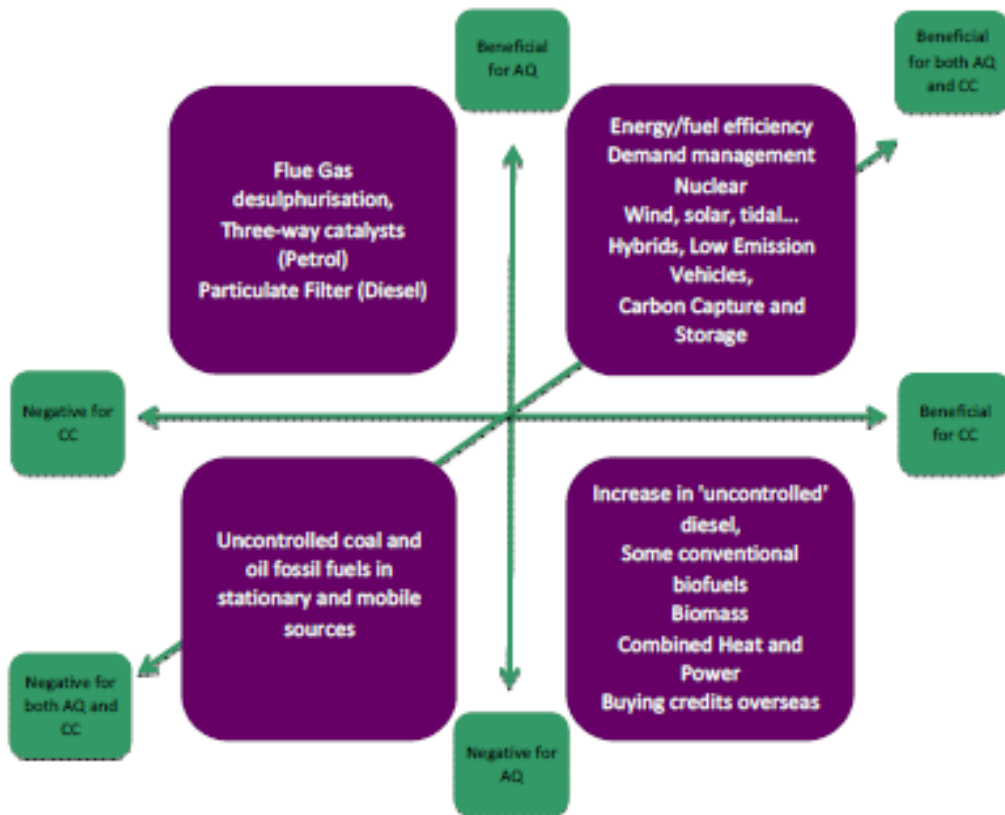 Beneficial
for AQ
Beneficial
for both AQ
and CC
Flue Gas
desulphurisation,
Three-way catalysts
(Petrol)
Particulate Filter (Diesel)
Energy/fuel efficiency
Demand management
Nuclear
Wind, solar, tidal...
Hybrids, Low Emission
Vehicles,
Carbon Capture and
Storage
Negative for
CC
Beneficial
for CC
Uncontrolled coal and
oil fossil fuels in
stationary and mobile
sources
Increase in 'uncontrolled'
diesel,
Some conventional
biofuels
Biomass
Combined Heat and
Power
Buying credits overseas
Negative for
both AQ and
CC
Negative for
AQ